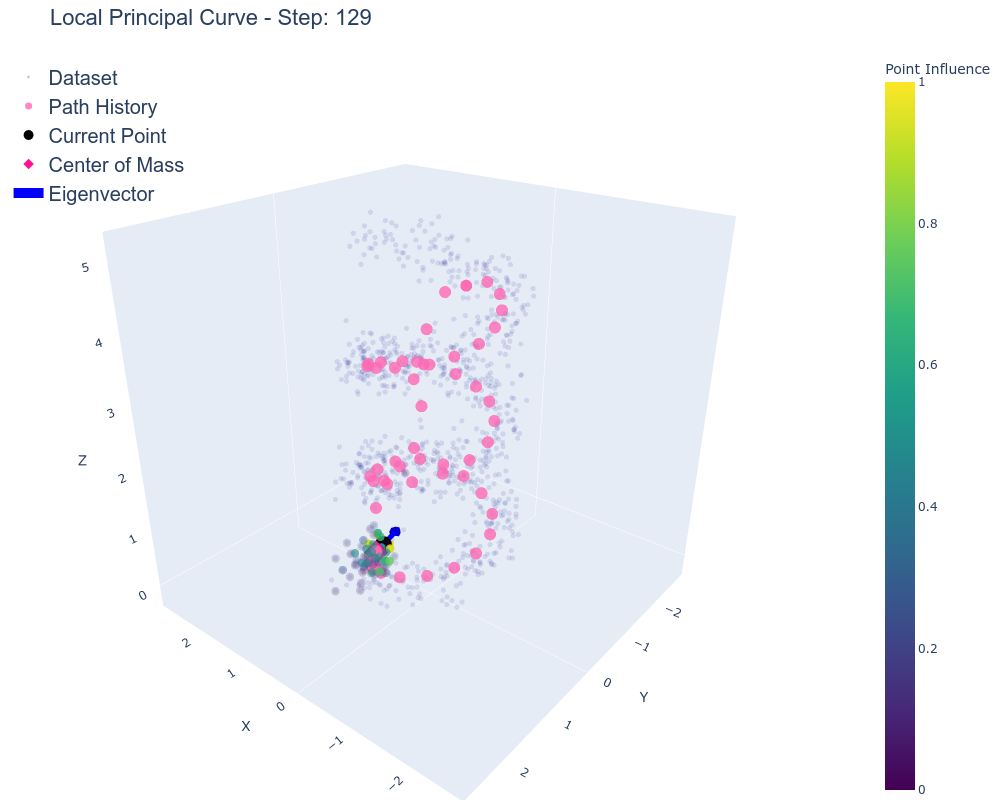 Local Principal Curve - Step: 129
Dataset
Path History
Current Point
Center of Mass
Eigenvector
Point Influence
1
0.8
0.6
0.4
0.2
0
5
4
3
Z
2
1
0
2
1
0
X
−1
−2
−2
−1
0
Y
1
2